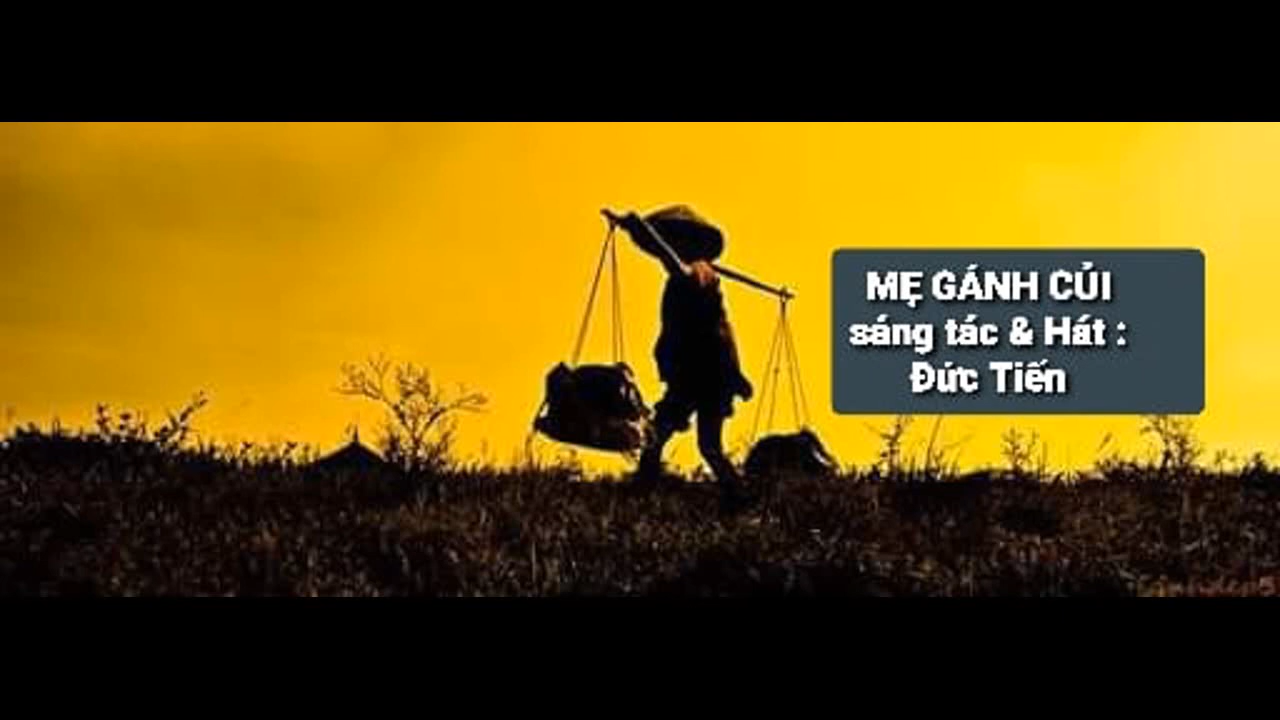 MẸ GÁNH CỦI
sáng tác & Hát :
Đức Tiến